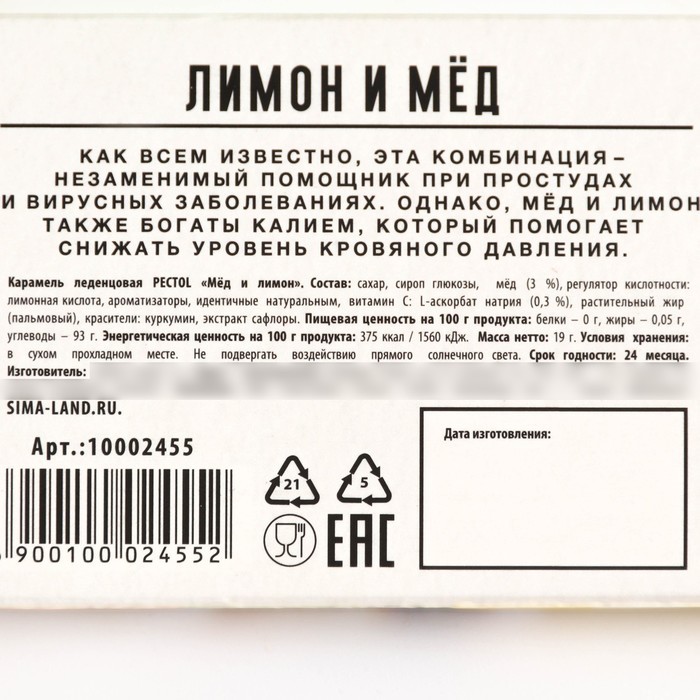 ЛИМОН И МЁД
КАК ВСЕМ ИЗВЕСТНО, ЭТА КОМБИНАЦИЯ –
НЕЗАМЕНИМЫЙ ПОМОЩНИК ПРИ ПРОСТУДАХ
И ВИРУСНЫХ ЗАБОЛЕВАНИЯХ. ОДНАКО, МЁД И ЛИМОН
ТАКЖЕ БОГАТЫ КАЛИЕМ, КОТОРЫЙ ПОМОГАЕТ
СНИЖАТЬ УРОВЕНЬ КРОВЯНОГО ДАВЛЕНИЯ.
Карамель леденцовая PECTOL «Мёд и лимон». Состав: сахар, сироп глюкозы, мёд (3 %), регулятор кислотности:
лимонная кислота, ароматизаторы, идентичные натуральным, витамин С: L-аскорбат натрия (0,3 %), растительный жир
(пальмовый), красители: куркумин, экстракт сафлоры. Пищевая ценность на 100 г продукта: белки – 0 г, жиры – 0,05 г,
углеводы – 93 г. Энергетическая ценность на 100 г продукта: 375 ккал / 1560 кДж. Масса нетто: 19 г. Условия хранения:
в сухом прохладном месте. Не подвергать воздействию прямого солнечного света. Срок годности: 24 месяца.
Изготовитель:
SIMA-LAND.RU.
Арт.:10002455
900100 024552
21
5
EAC
Дата изготовления: